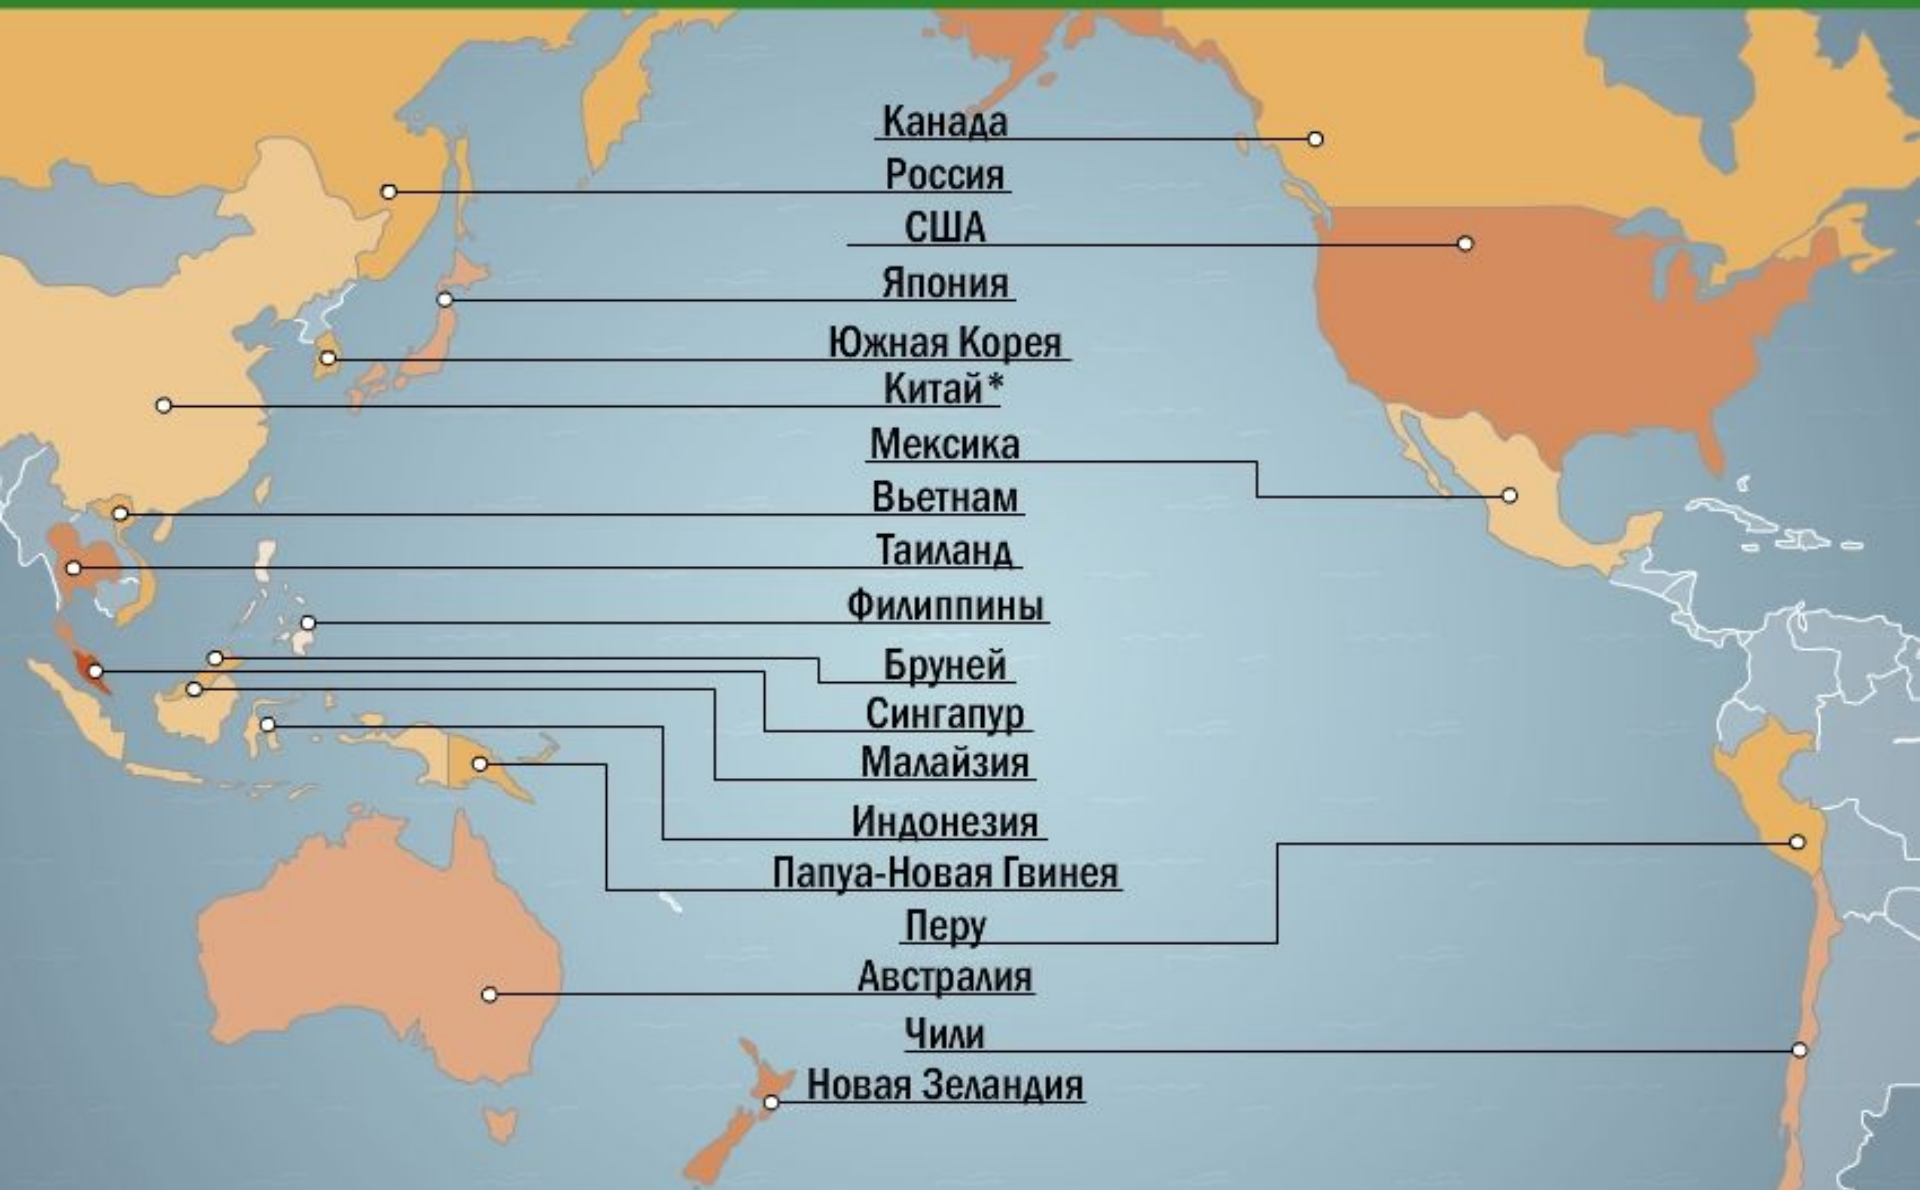 Канада
Россия
США
Япония
Южная Корея
Китай*
Мексика
Вьетнам
Таиланд
Филиппины
Бруней
Сингапур
Малайзия
Индонезия
Папуа-Новая Гвинея
Перу
Австралия
Чили
Новая Зеландия